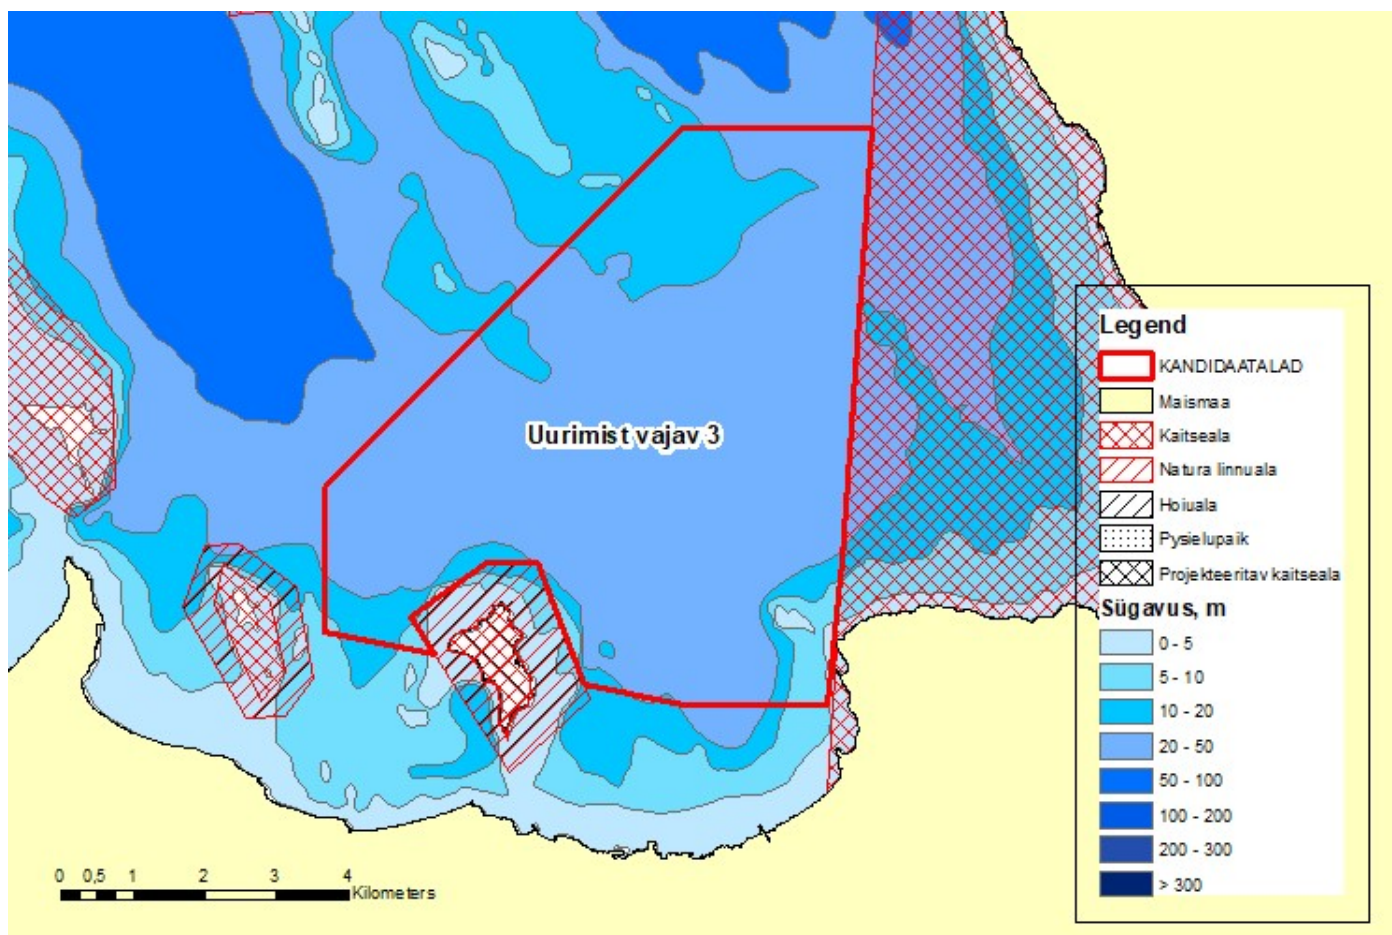 Uurimist vajav 3
Legend
KANDIDAATALAD
Maismaa
Kaitseala
Natura linnuala
Hoiuala
Pysielupaik
Projekteeritav kaitseala
Sügavus, m
0 - 5
5 - 10
10 - 20
20 - 50
50 - 100
100 - 200
200 - 300
> 300
0 0,5 1 2 3 4
Kilometers